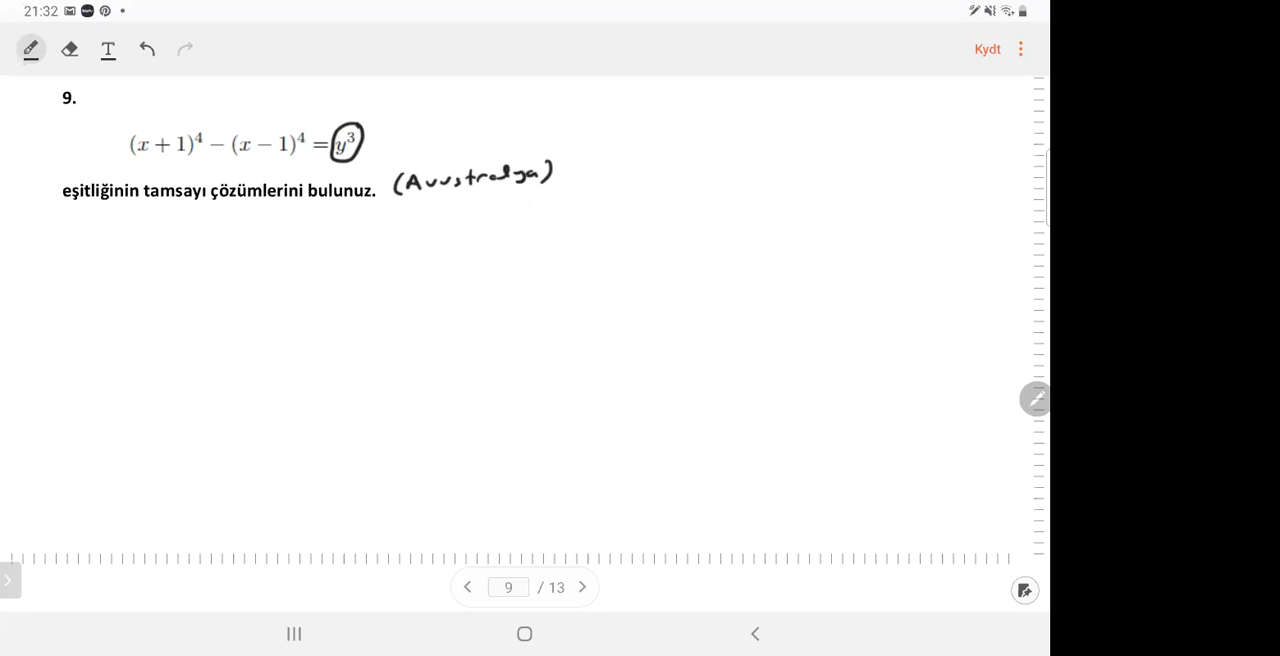 21:32
T
Kydt
9.
(x + 1)⁴ − (x − 1)⁴ = y³
eşitliğinin tamsayı çözümlerini bulunuz. (Avustralya)
9 / 13